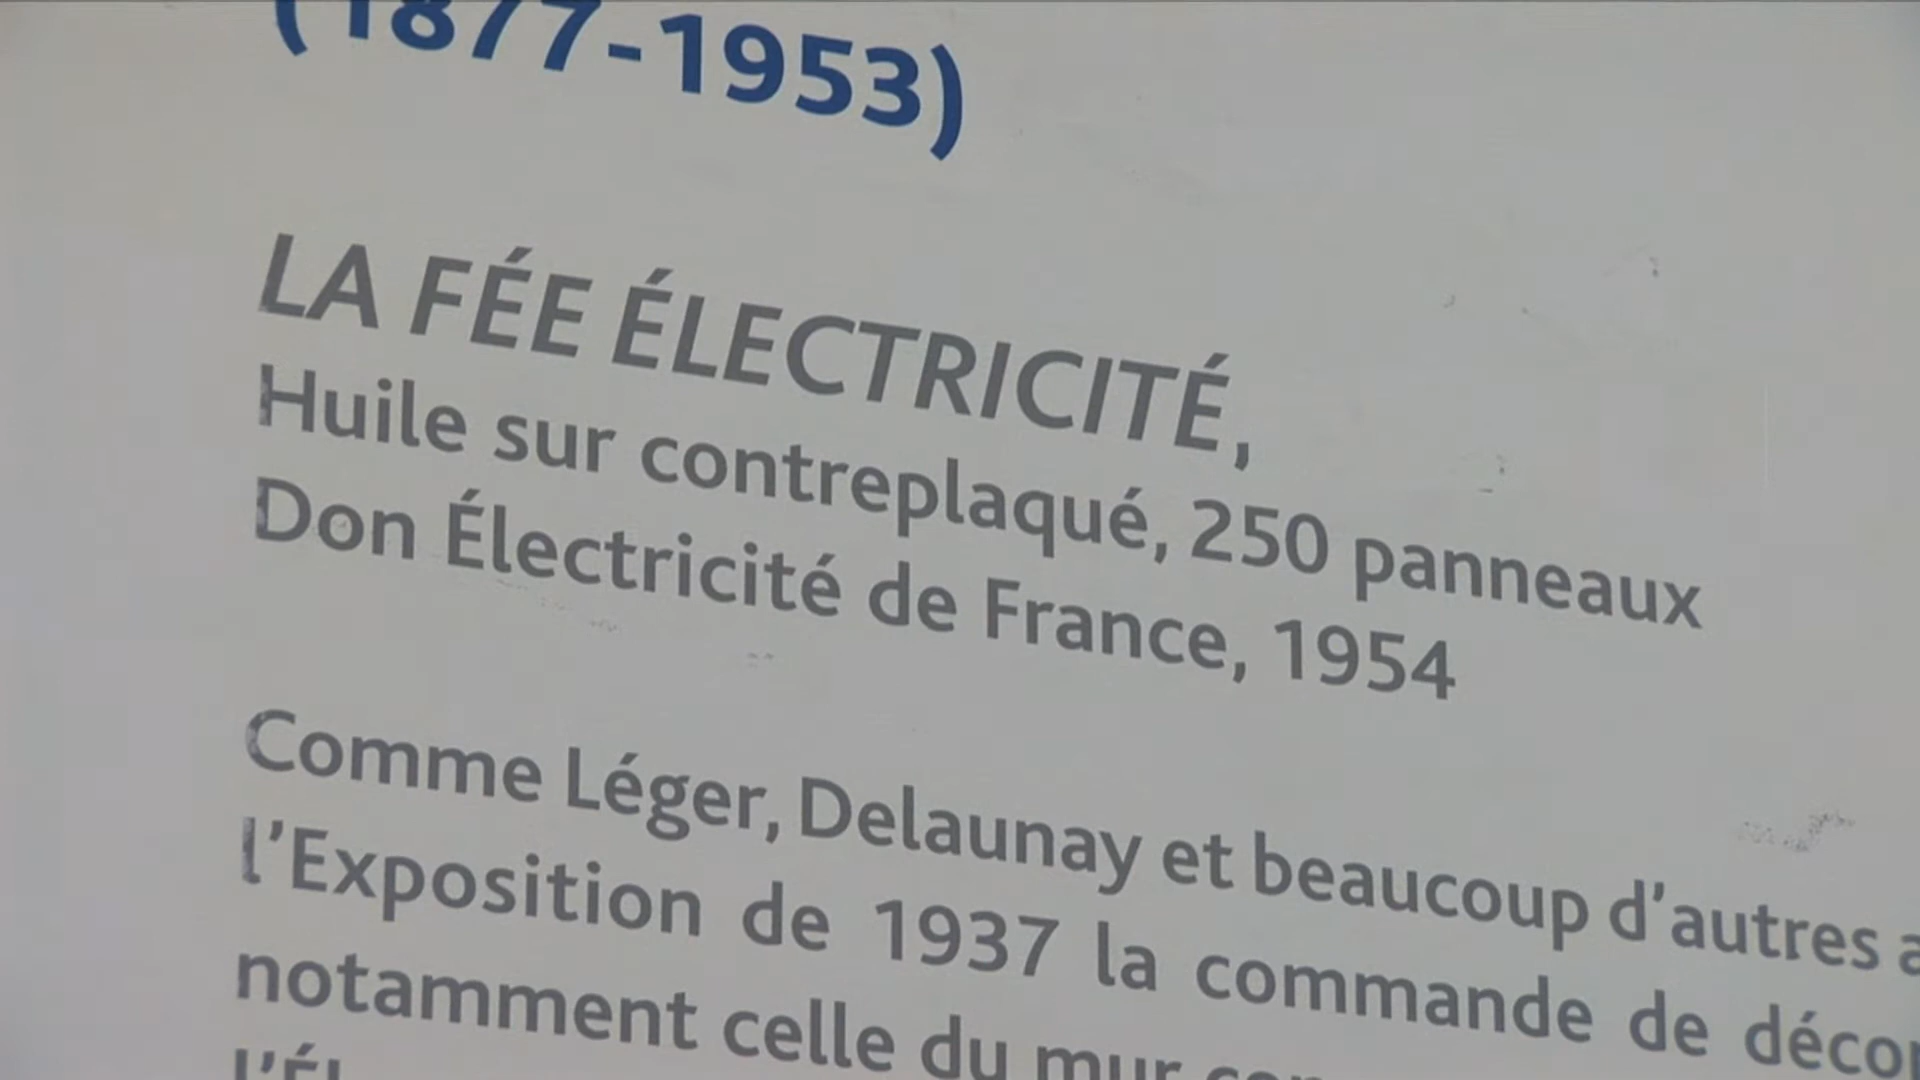 (1877-1953)
LA FÉE ÉLECTRICITÉ,
Huile sur contreplaqué, 250 panneaux
Don Électricité de France, 1954
Comme Léger, Delaunay et beaucoup d'autres
l'Exposition de 1937 la commande de
notamment celle du mur